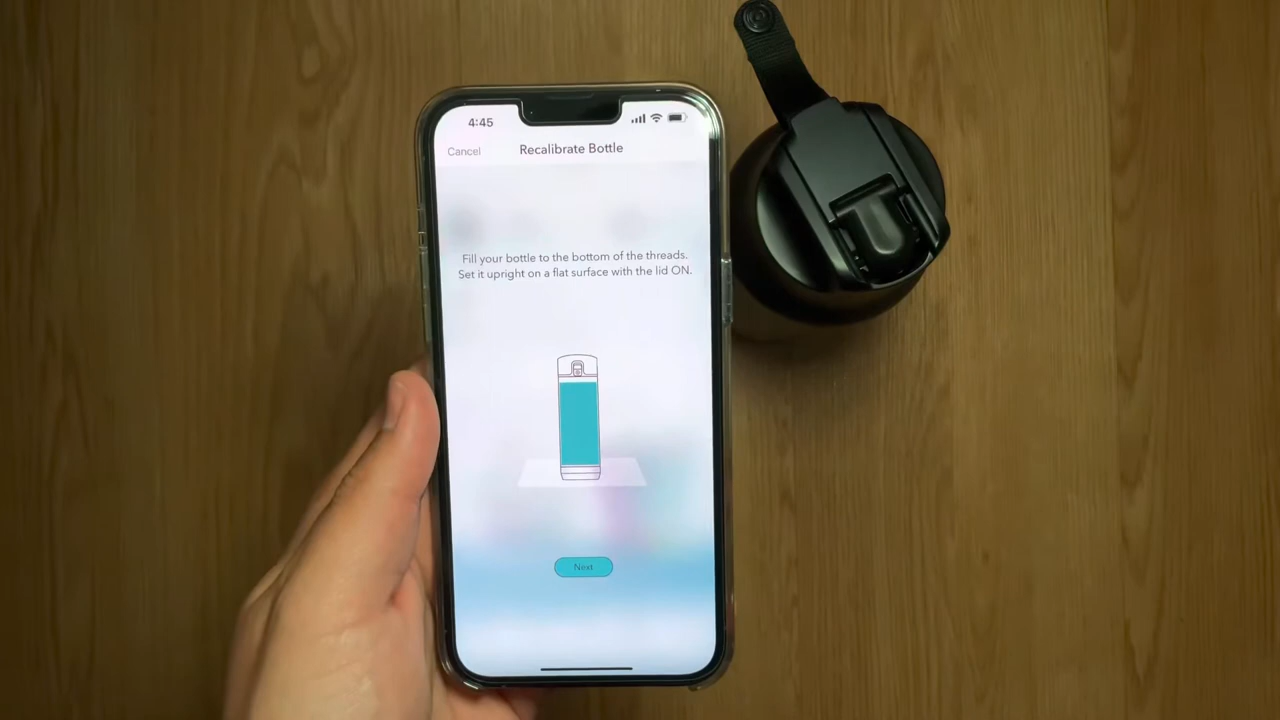 4:45
Cancel
Recalibrate Bottle
Fill your bottle to the bottom of the threads.
Set it upright on a flat surface with the lid ON.
Next